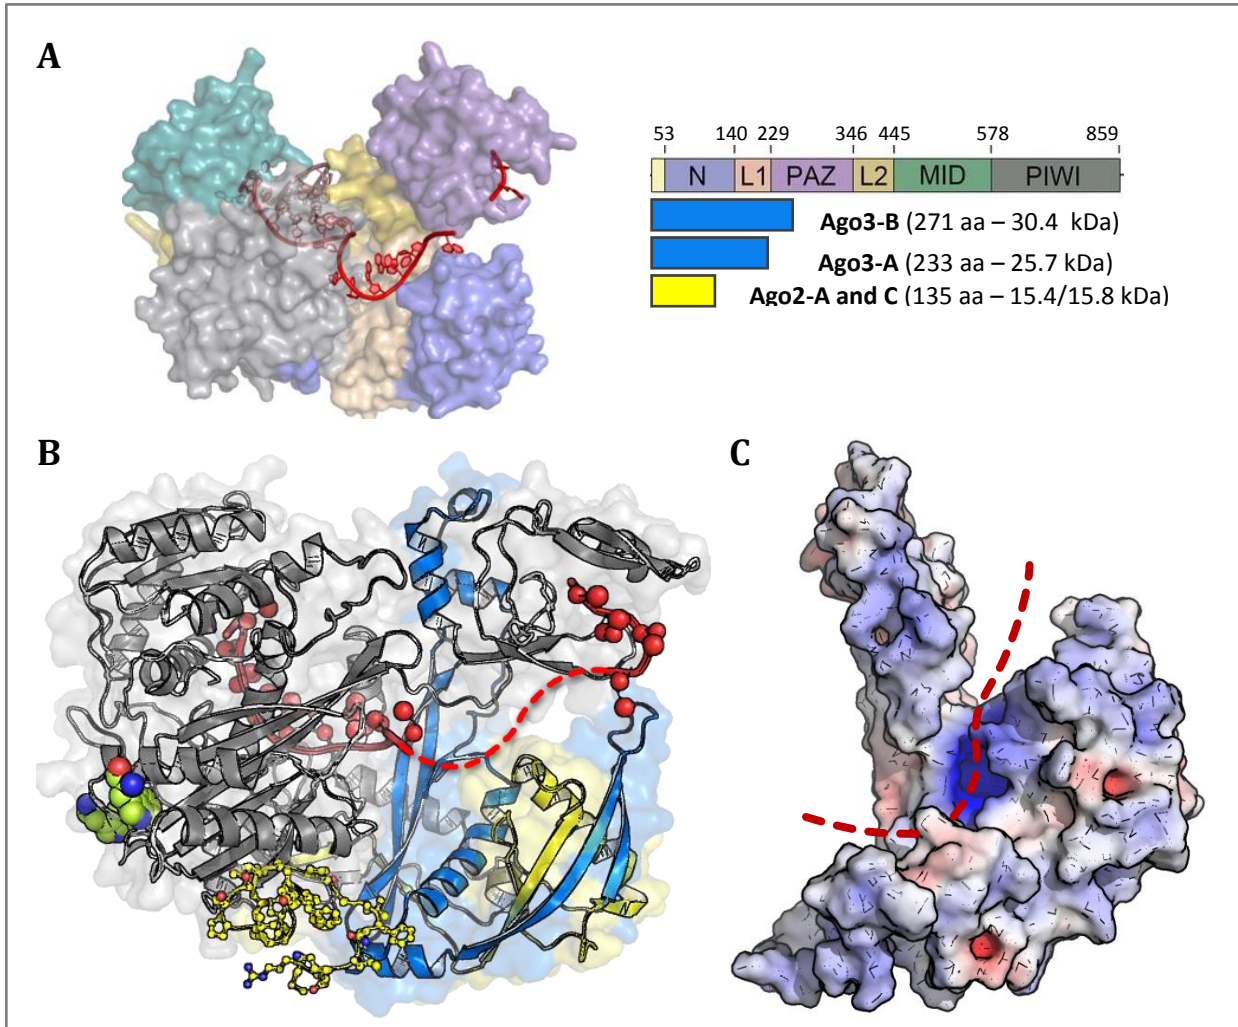 A
53 140 229 346 445 578 859
N L1 PAZ L2 MID PIWI
Ago3-B (271 aa – 30.4 kDa)
Ago3-A (233 aa – 25.7 kDa)
Ago2-A and C (135 aa – 15.4/15.8 kDa)
B
C